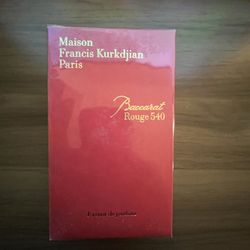 Maison
Francis Kurkdjian
Paris
Baccarat
Rouge 540
Extrait de parfum